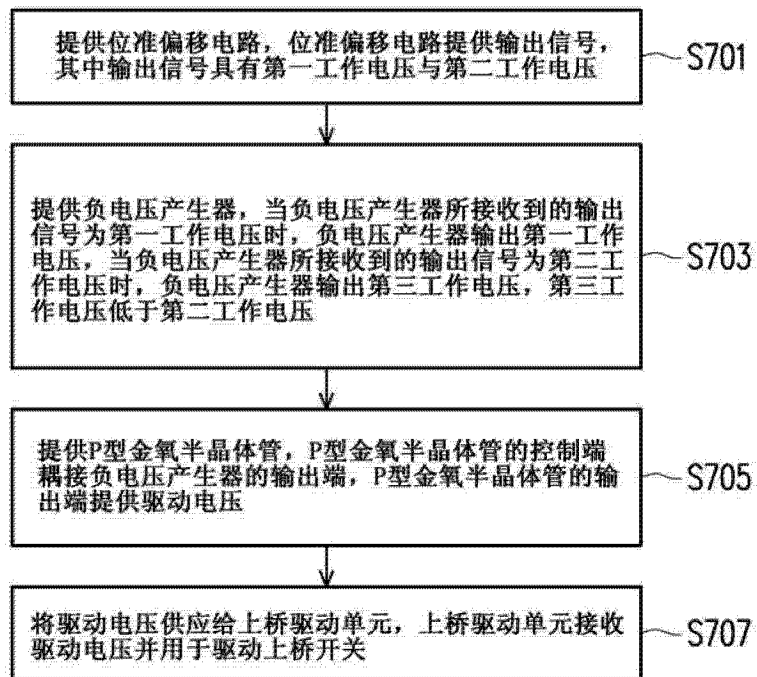 提供位准偏移电路，位准偏移电路提供输出信号，
其中输出信号具有第一工作电压与第二工作电压
S701
提供负电压产生器，当负电压产生器所接收到的输出
信号为第一工作电压时，负电压产生器输出第一工作
电压，当负电压产生器所接收到的输出信号为第二工
作电压时，负电压产生器输出第三工作电压，第三工
作电压低于第二工作电压
S703
提供P型金氧半晶体管，P型金氧半晶体管的控制端
耦接负电压产生器的输出端，P型金氧半晶体管的输
出端提供驱动电压
S705
将驱动电压供应给上桥驱动单元，上桥驱动单元接收
驱动电压并用于驱动上桥开关
S707